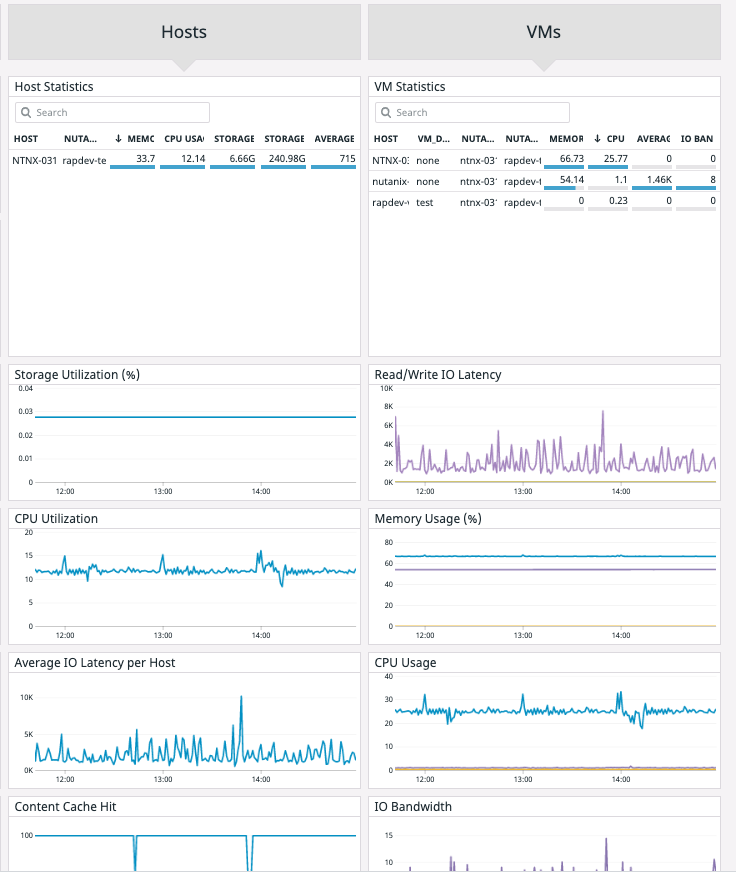 Hosts
Host Statistics
Search
HOST NUTA... ↓ MEMC CPU USA STORAGE STORAGE AVERAGE
NTNX-031 rapdev-te 33.7 12.14 6.66G 240.98G 715
Storage Utilization (%)
0.04
0.03
0.02
0.01
0
12:00 13:00 14:00
CPU Utilization
20
15
10
5
0
12:00 13:00 14:00
Average IO Latency per Host
10K
5K
0K
12:00 13:00 14:00
Content Cache Hit
100
VMs
VM Statistics
Search
HOST VM_D... NUTA... NUTA... MEMOR ↓ CPU AVERAG IO BAN
NTNX-03 none ntnx-03 rapdev-t 66.73 25.77 0 0
nutanix- none ntnx-03 rapdev-t 54.14 1.1 1.46K 8
rapdev- test ntnx-03 rapdev-t 0 0.23 0 0
Read/Write IO Latency
10K
8K
6K
4K
2K
0K
12:00 13:00 14:00
Memory Usage (%)
80
60
40
20
0
12:00 13:00 14:00
CPU Usage
40
30
20
10
0
12:00 13:00 14:00
IO Bandwidth
15
10